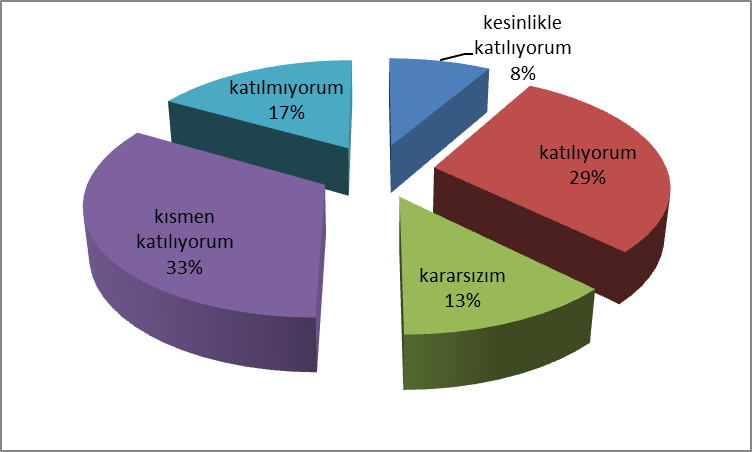 kesinlikle
katılıyorum
8%
katılıyorum
29%
kararsızım
13%
kısmen
katılıyorum
33%
katılmıyorum
17%